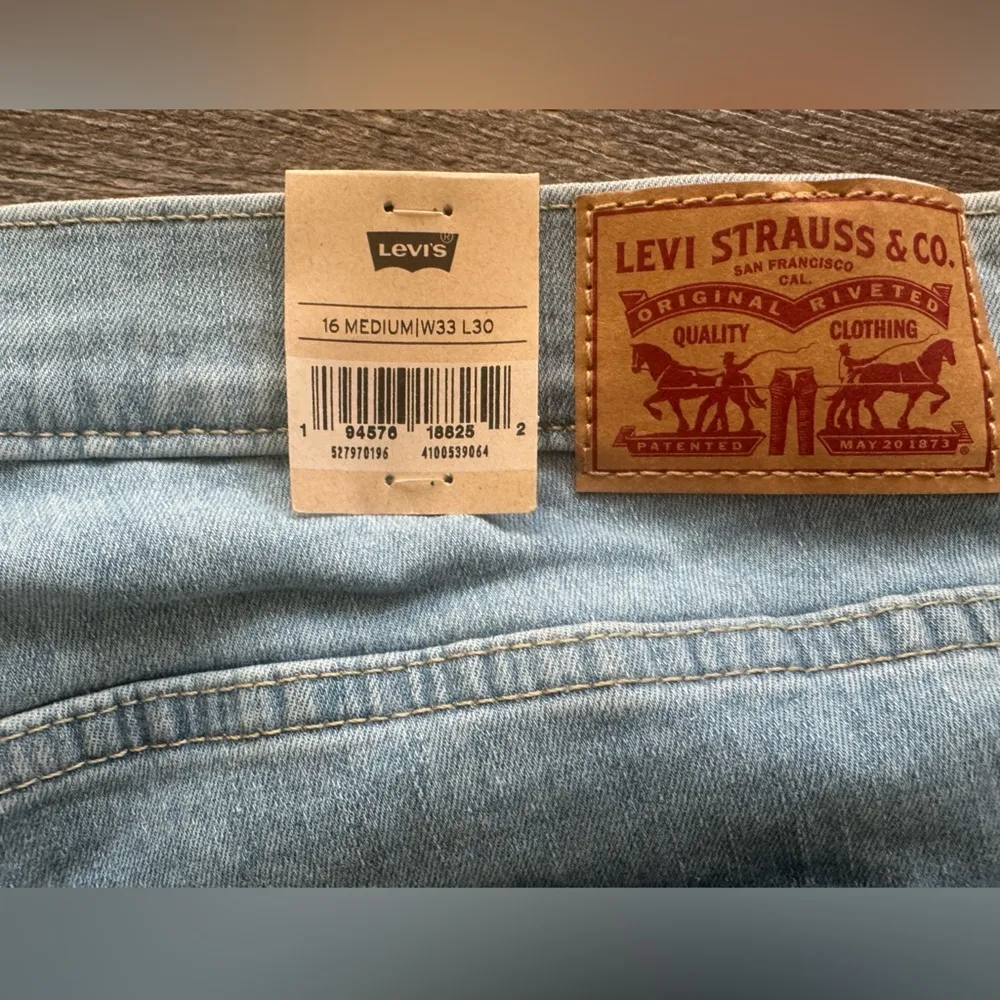 LEVI'S®
16 MEDIUM|W33 L30
1 94576 18825 2
527970196 4100539064
LEVI STRAUSS & CO.
SAN FRANCISCO
CAL.
ORIGINAL RIVETED
QUALITY CLOTHING
PATENTED MAY 20 1873 ®